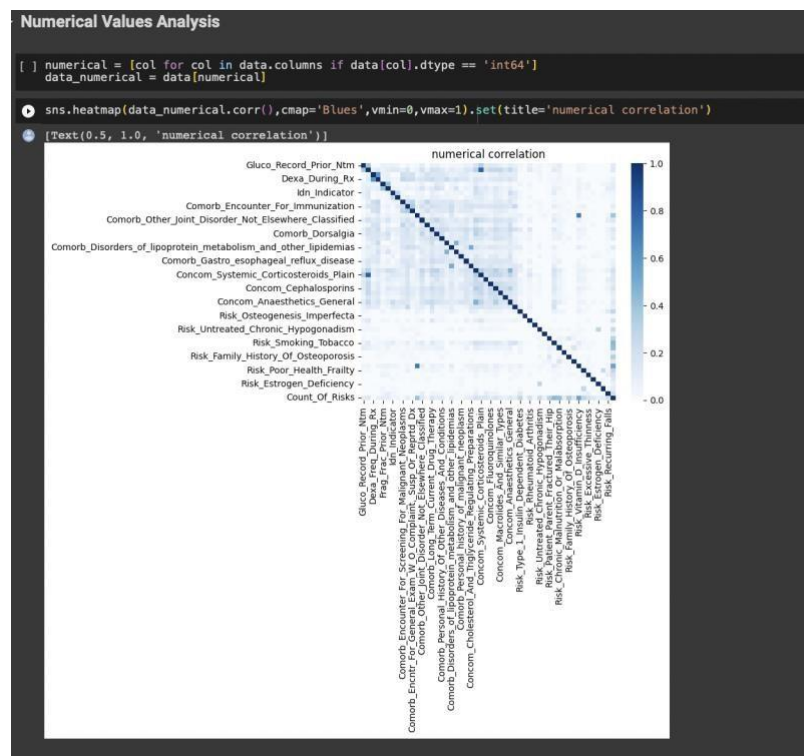 Numerical Values Analysis
[ ] numerical = [col for col in data.columns if data[col].dtype == 'int64']
data_numerical = data[numerical]
sns.heatmap(data_numerical.corr(),cmap='Blues',vmin=0,vmax=1).set(title='numerical correlation')
[Text(0.5, 1.0, 'numerical correlation')]
numerical correlation
Gluco_Record_Prior_Ntm
Dexa_During_Rx
Idn_Indicator
Comorb_Encounter_For_Immunization
Comorb_Other_Joint_Disorder_Not_Elsewhere_Classified
Comorb_Dorsalgia
Comorb_Disorders_of_lipoprotein_metabolism_and_other_lipidemias
Comorb_Gastro_esophageal_reflux_disease
Concom_Systemic_Corticosteroids_Plain
Concom_Cephalosporins
Concom_Anaesthetics_General
Risk_Osteogenesis_Imperfecta
Risk_Untreated_Chronic_Hypogonadism
Risk_Smoking_Tobacco
Risk_Family_History_Of_Osteoporosis
Risk_Poor_Health_Frailty
Risk_Estrogen_Deficiency
Count_Of_Risks
1.0
0.8
0.6
0.4
0.2
0.0
Gluco_Record_Prior_Ntm
Dexa_Freq_During_Rx
Frag_Frac_Prior_Ntm
Idn_Indicator
Comorb_Encounter_For_Screening_For_Malignant_Neoplasms
Comorb_Encntr_For_General_Exam_W_O_Complaint,_Susp_Or_Reprtd_Dx
Comorb_Other_Joint_Disorder_Not_Elsewhere_Classified
Comorb_Long_Term_Current_Drug_Therapy
Comorb_Personal_History_Of_Other_Diseases_And_Conditions
Comorb_Disorders_of_lipoprotein_metabolism_and_other_lipidemias
Comorb_Personal_history_of_malignant_neoplasm
Concom_Cholesterol_And_Triglyceride_Regulating_Preparations
Concom_Systemic_Corticosteroids_Plain
Concom_Fluoroquinolones
Concom_Macrolides_And_Similar_Types
Concom_Anaesthetics_General
Risk_Type_1_Insulin_Dependent_Diabetes
Risk_Rheumatoid_Arthritis
Risk_Untreated_Chronic_Hypogonadism
Risk_Patient_Parent_Fractured_Their_Hip
Risk_Chronic_Malnutrition_Or_Malabsorption
Risk_Family_History_Of_Osteoporosis
Risk_Vitamin_D_Insufficiency
Risk_Excessive_Thinness
Risk_Estrogen_Deficiency
Risk_Recurring_Falls